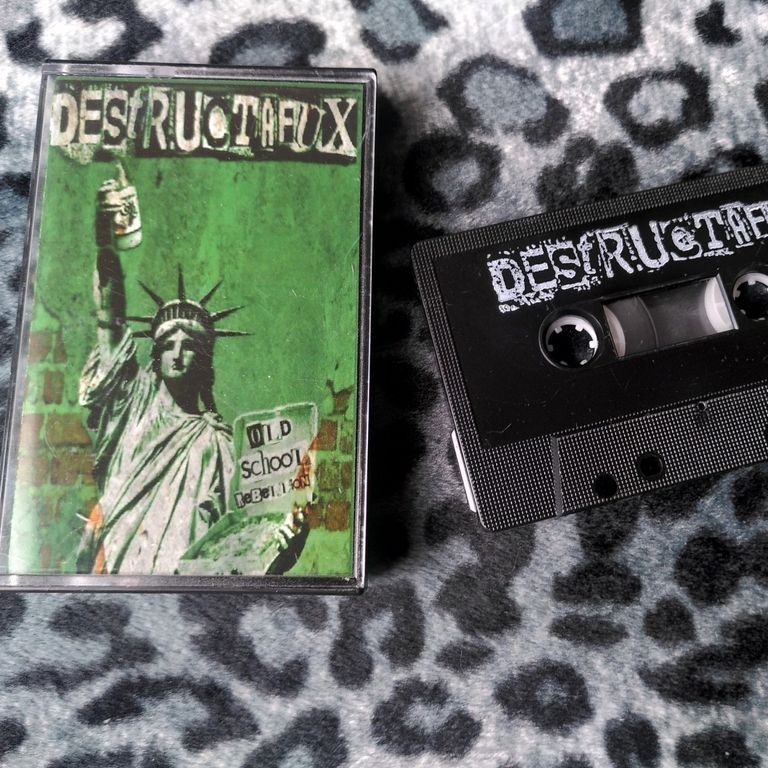 DEStRUCTAFUX
OLD
schooL
ReBeLLioN
DEStRUCTAF